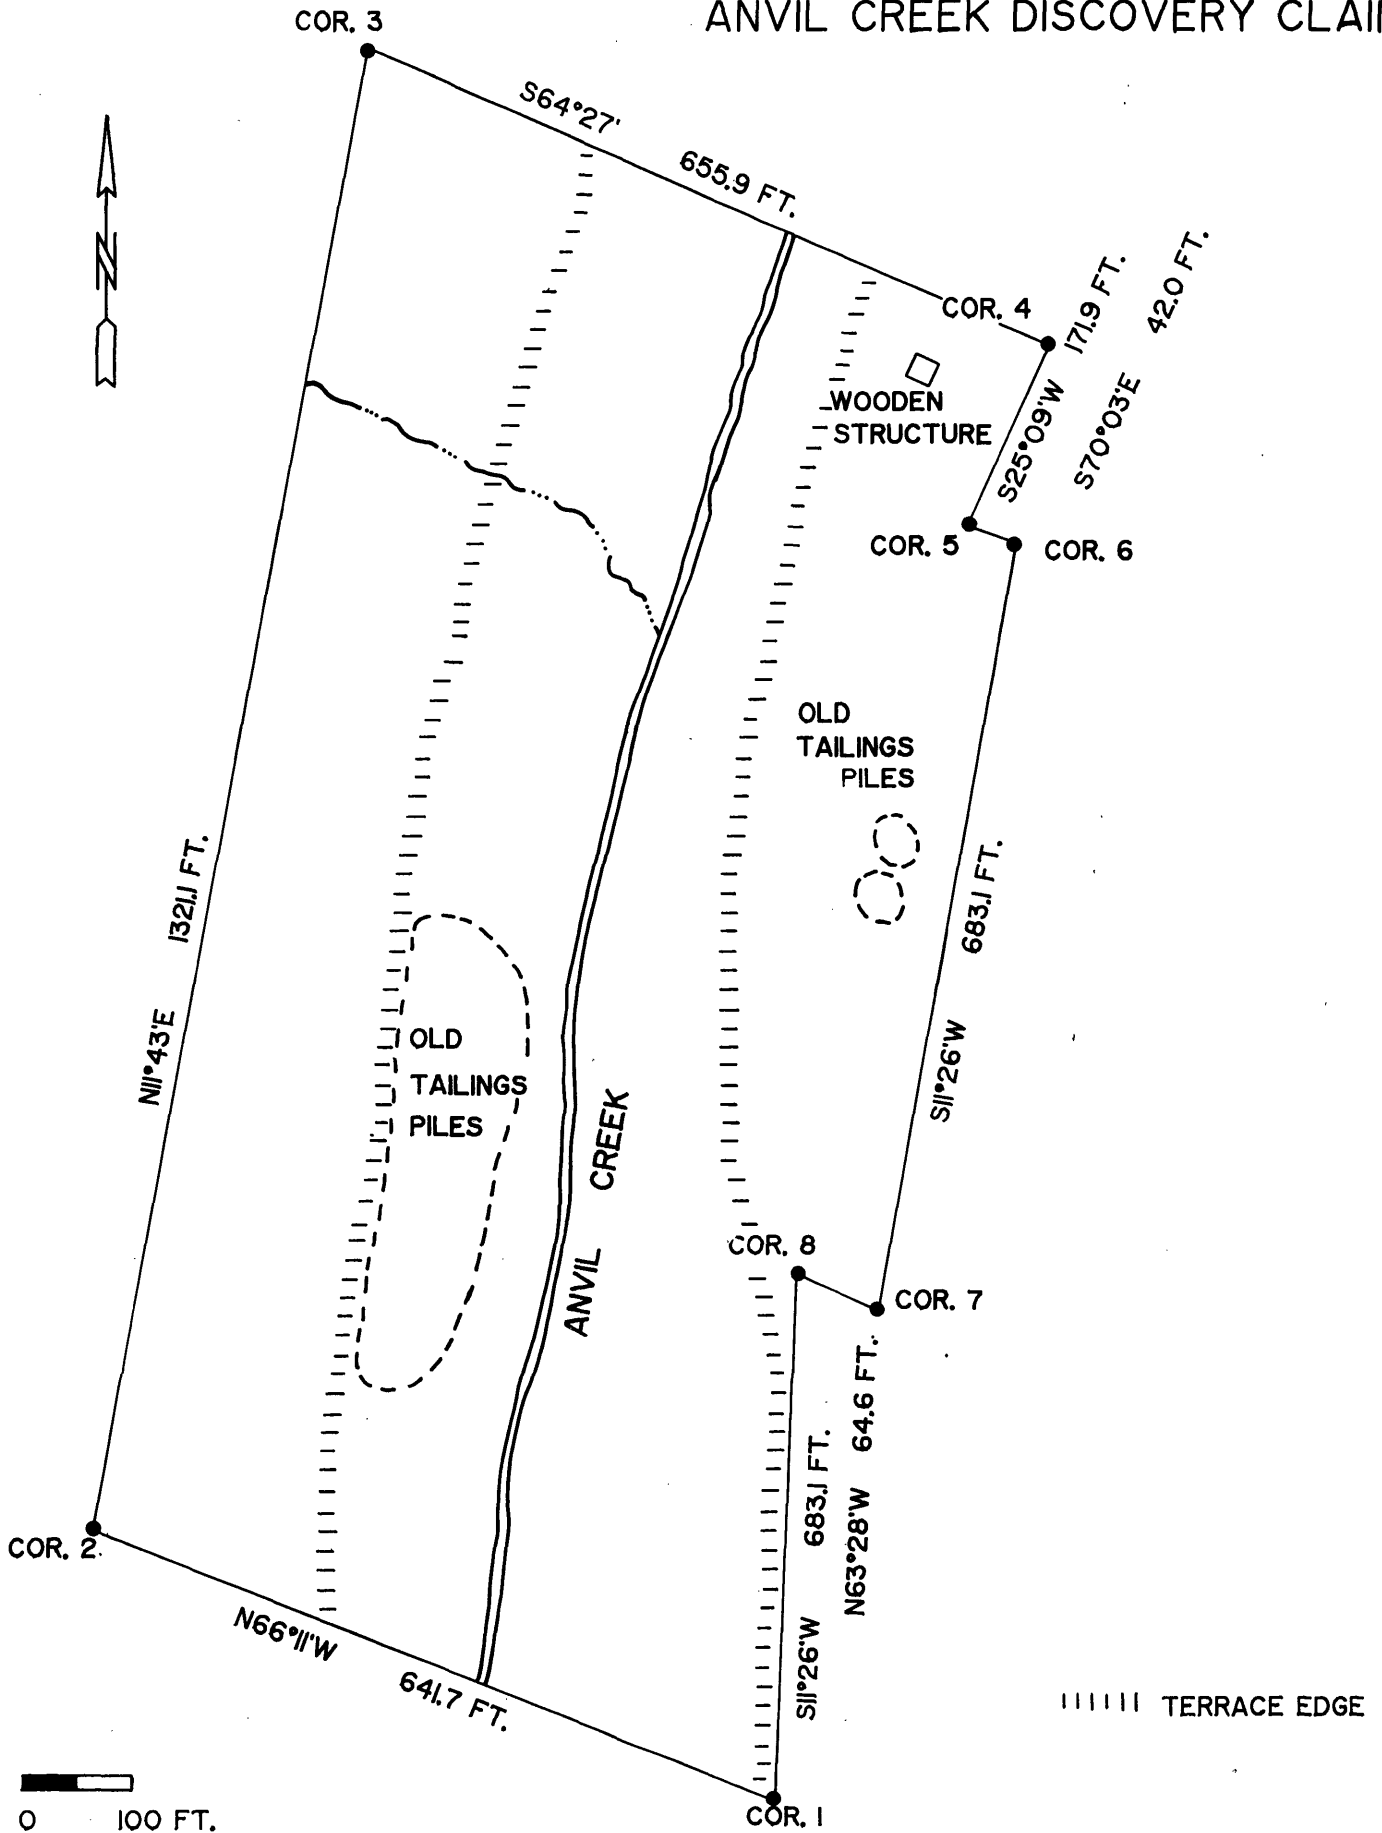 ANVIL CREEK DISCOVERY CLAI
COR. 3
S64°27'
655.9 FT.
N
COR. 4
171.9 FT.
S25°09'W
42.0 FT.
S70°03'E
WOODEN
STRUCTURE
COR. 5
COR. 6
OLD
TAILINGS
PILES
1321.1 FT.
N11°43'E
683.1 FT.
S11°26'W
OLD
TAILINGS
PILES
ANVIL CREEK
COR. 8
COR. 7
683.1 FT.
S11°26'W
64.6 FT.
N63°28'W
COR. 2
N66°11'W
641.7 FT.
TERRACE EDGE
0 100 FT.
COR. 1